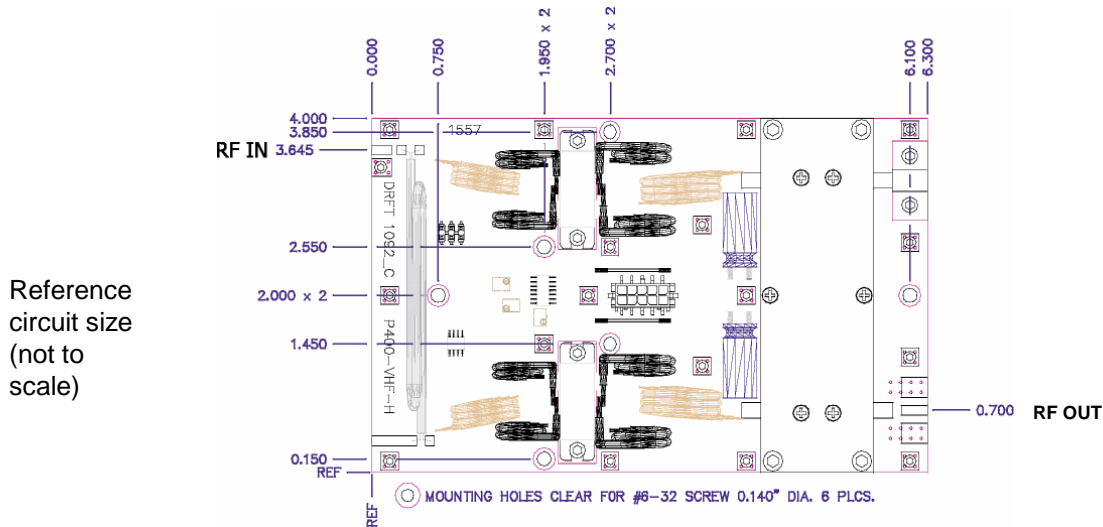 0.000
0.750
1.950 x 2
2.700 x 2
6.100
6.300
4.000
3.850
1557
RF IN 3.645
DRFT 1092_C
P400-VHF-H
2.550
Reference
circuit size
(not to
scale)
2.000 x 2
1.450
0.700 RF OUT
0.150
REF
REF
MOUNTING HOLES CLEAR FOR #6-32 SCREW 0.140" DIA. 6 PLCS.